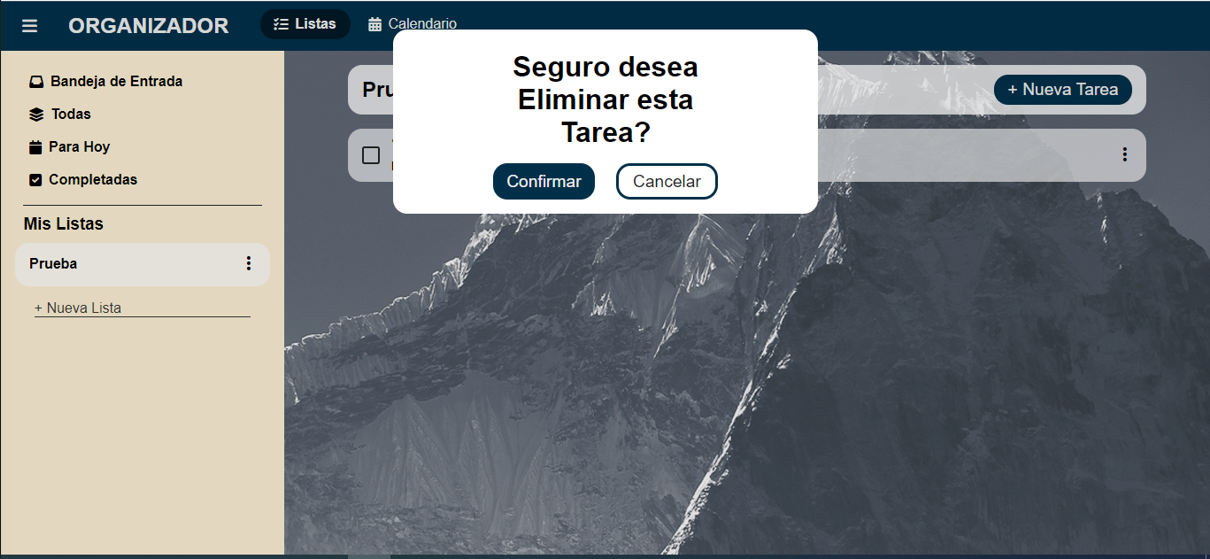 ORGANIZADOR
Listas
Calendario
Bandeja de Entrada
Todas
Para Hoy
Completadas
Mis Listas
Prueba
+ Nueva Lista
Seguro desea
Eliminar esta
Tarea?
Confirmar
Cancelar
Pru
+ Nueva Tarea